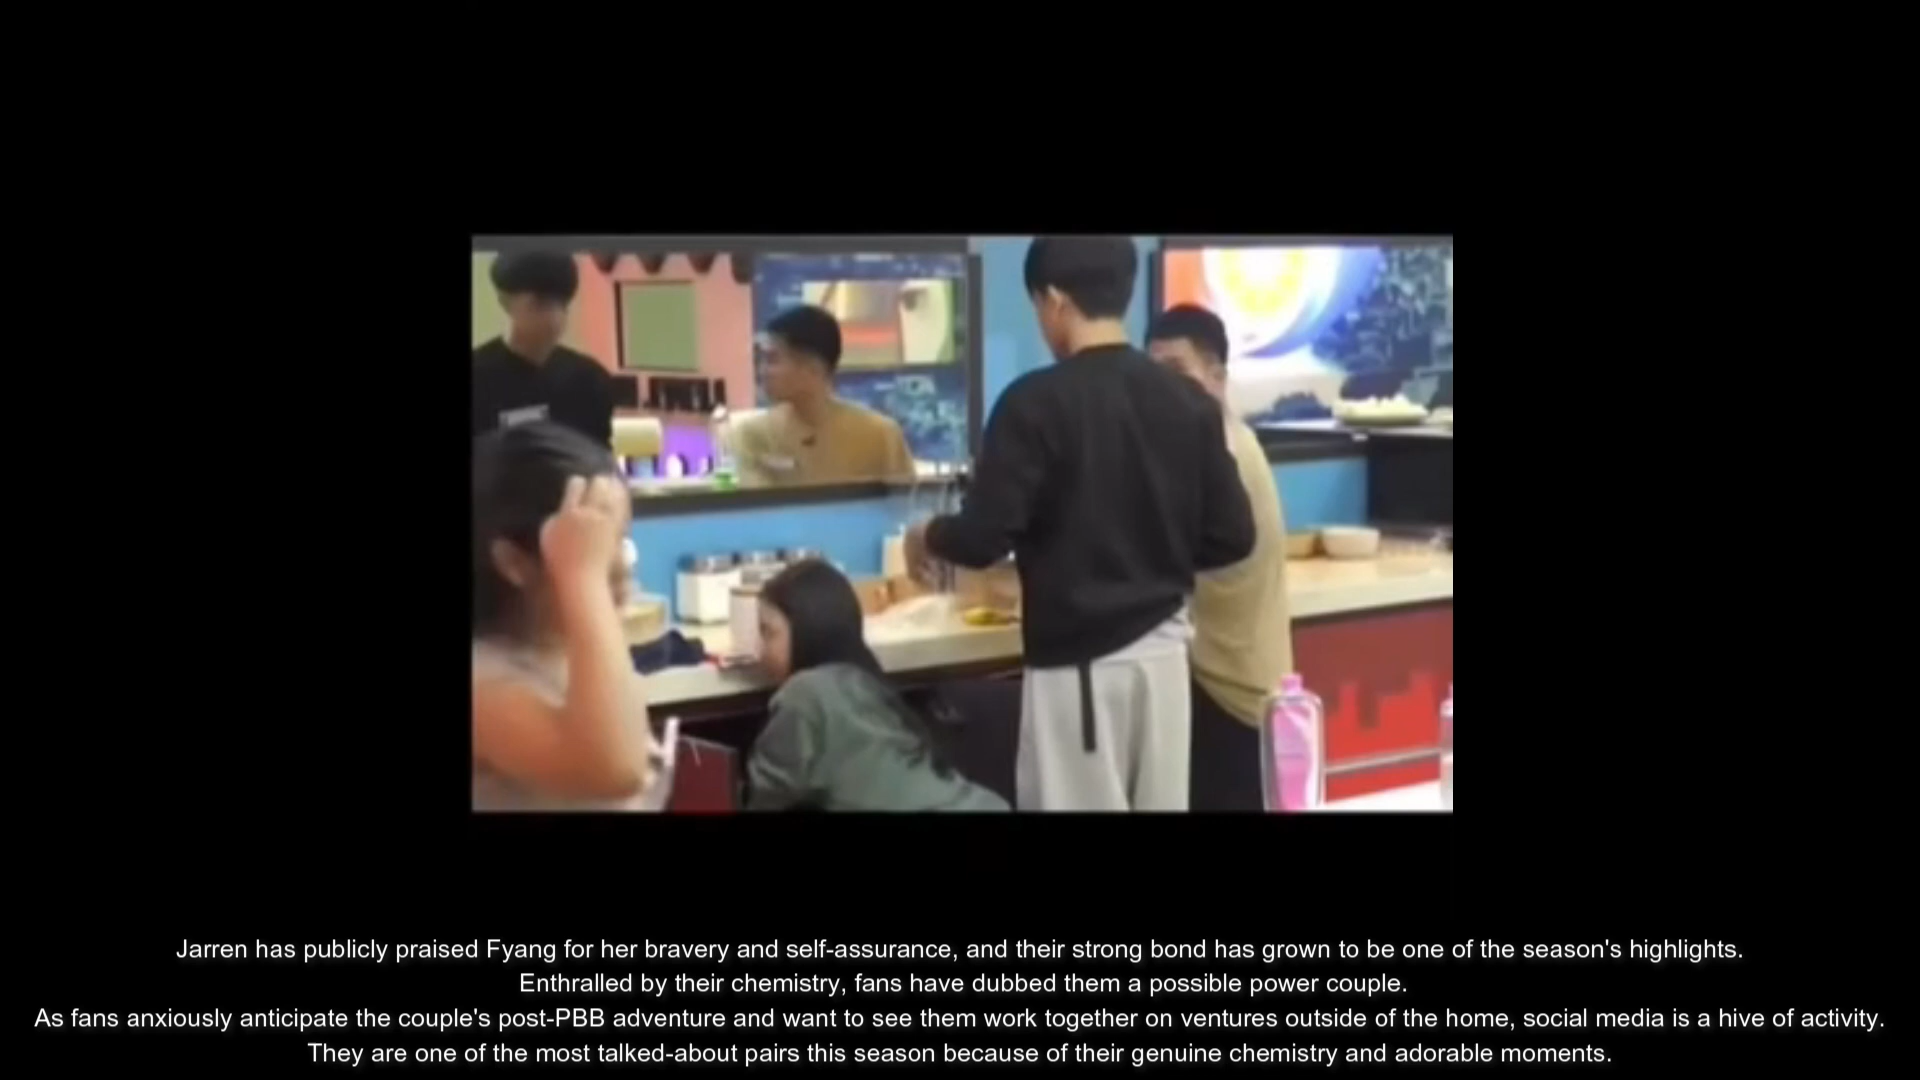 Jarren has publicly praised Fyang for her bravery and self-assurance, and their strong bond has grown to be one of the season's highlights.
Enthralled by their chemistry, fans have dubbed them a possible power couple.
As fans anxiously anticipate the couple's post-PBB adventure and want to see them work together on ventures outside of the home, social media is a hive of activity.
They are one of the most talked-about pairs this season because of their genuine chemistry and adorable moments.